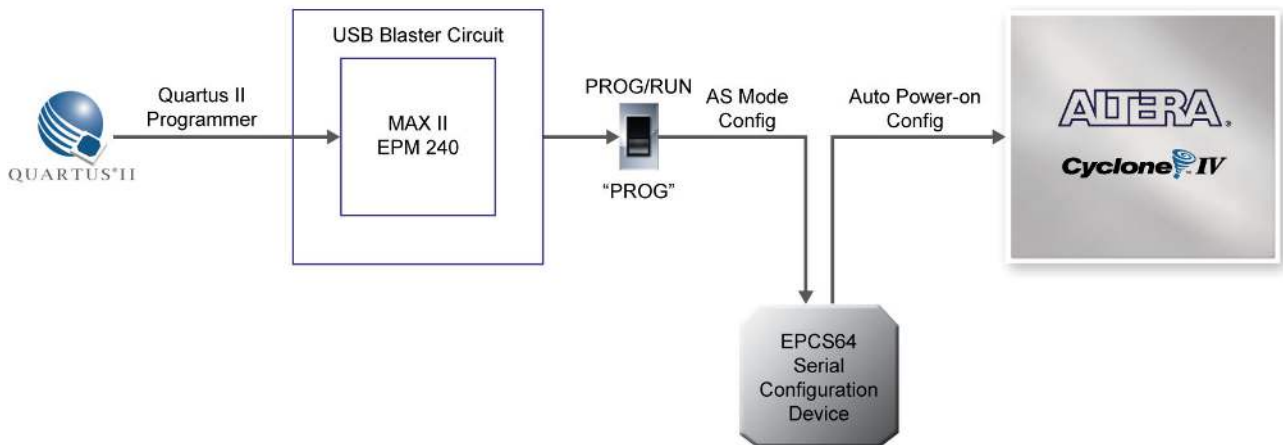 USB Blaster Circuit
Quartus II
Programmer
QUARTUS®II
MAX II
EPM 240
PROG/RUN
"PROG"
AS Mode
Config
Auto Power-on
Config
ALTERA®
Cyclone™ IV
EPCS64
Serial
Configuration
Device